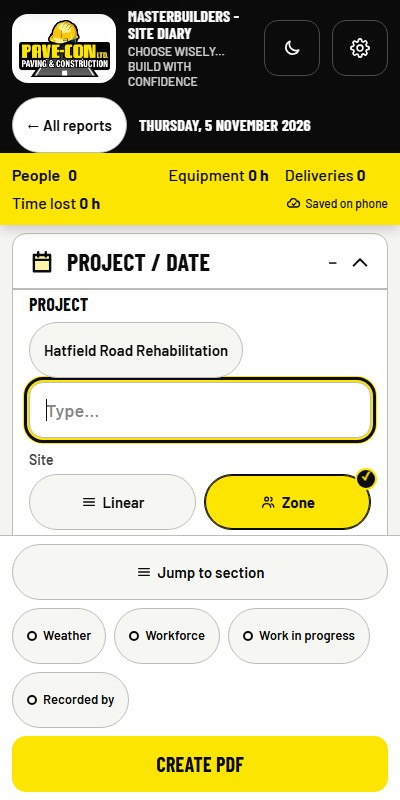 MASTERBUILDERS -
SITE DIARY
CHOOSE WISELY...
BUILD WITH
CONFIDENCE
PAVE-CON LTD.
PAVING & CONSTRUCTION
← All reports
THURSDAY, 5 NOVEMBER 2026
People 0
Equipment 0 h
Deliveries 0
Time lost 0 h
Saved on phone
PROJECT / DATE
–
PROJECT
Hatfield Road Rehabilitation
Type...
Site
Linear
Zone
Jump to section
Weather
Workforce
Work in progress
Recorded by
CREATE PDF